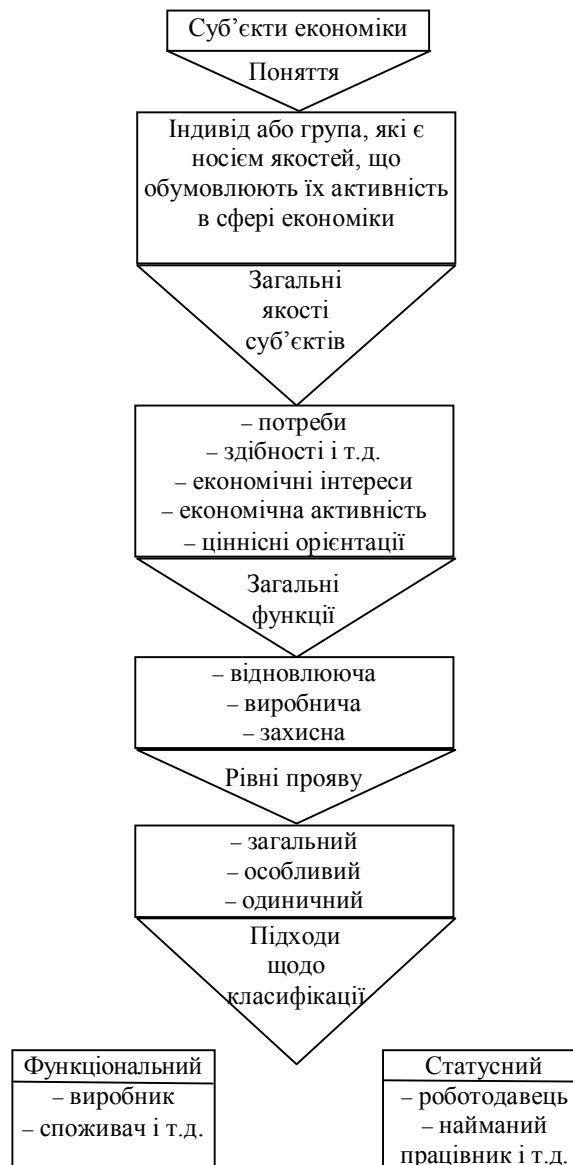 Суб’єкти економіки
Поняття
Індивід або група, які є
носієм якостей, що
обумовлюють їх активність
в сфері економіки
Загальні
якості
суб’єктів
– потреби
– здібності і т.д.
– економічні інтереси
– економічна активність
– ціннісні орієнтації
Загальні
функції
– відновлююча
– виробнича
– захисна
Рівні прояву
– загальний
– особливий
– одиничний
Підходи
щодо
класифікації
Функціональний
– виробник
– споживач і т.д.
Статусний
– роботодавець
– найманий
працівник і т.д.